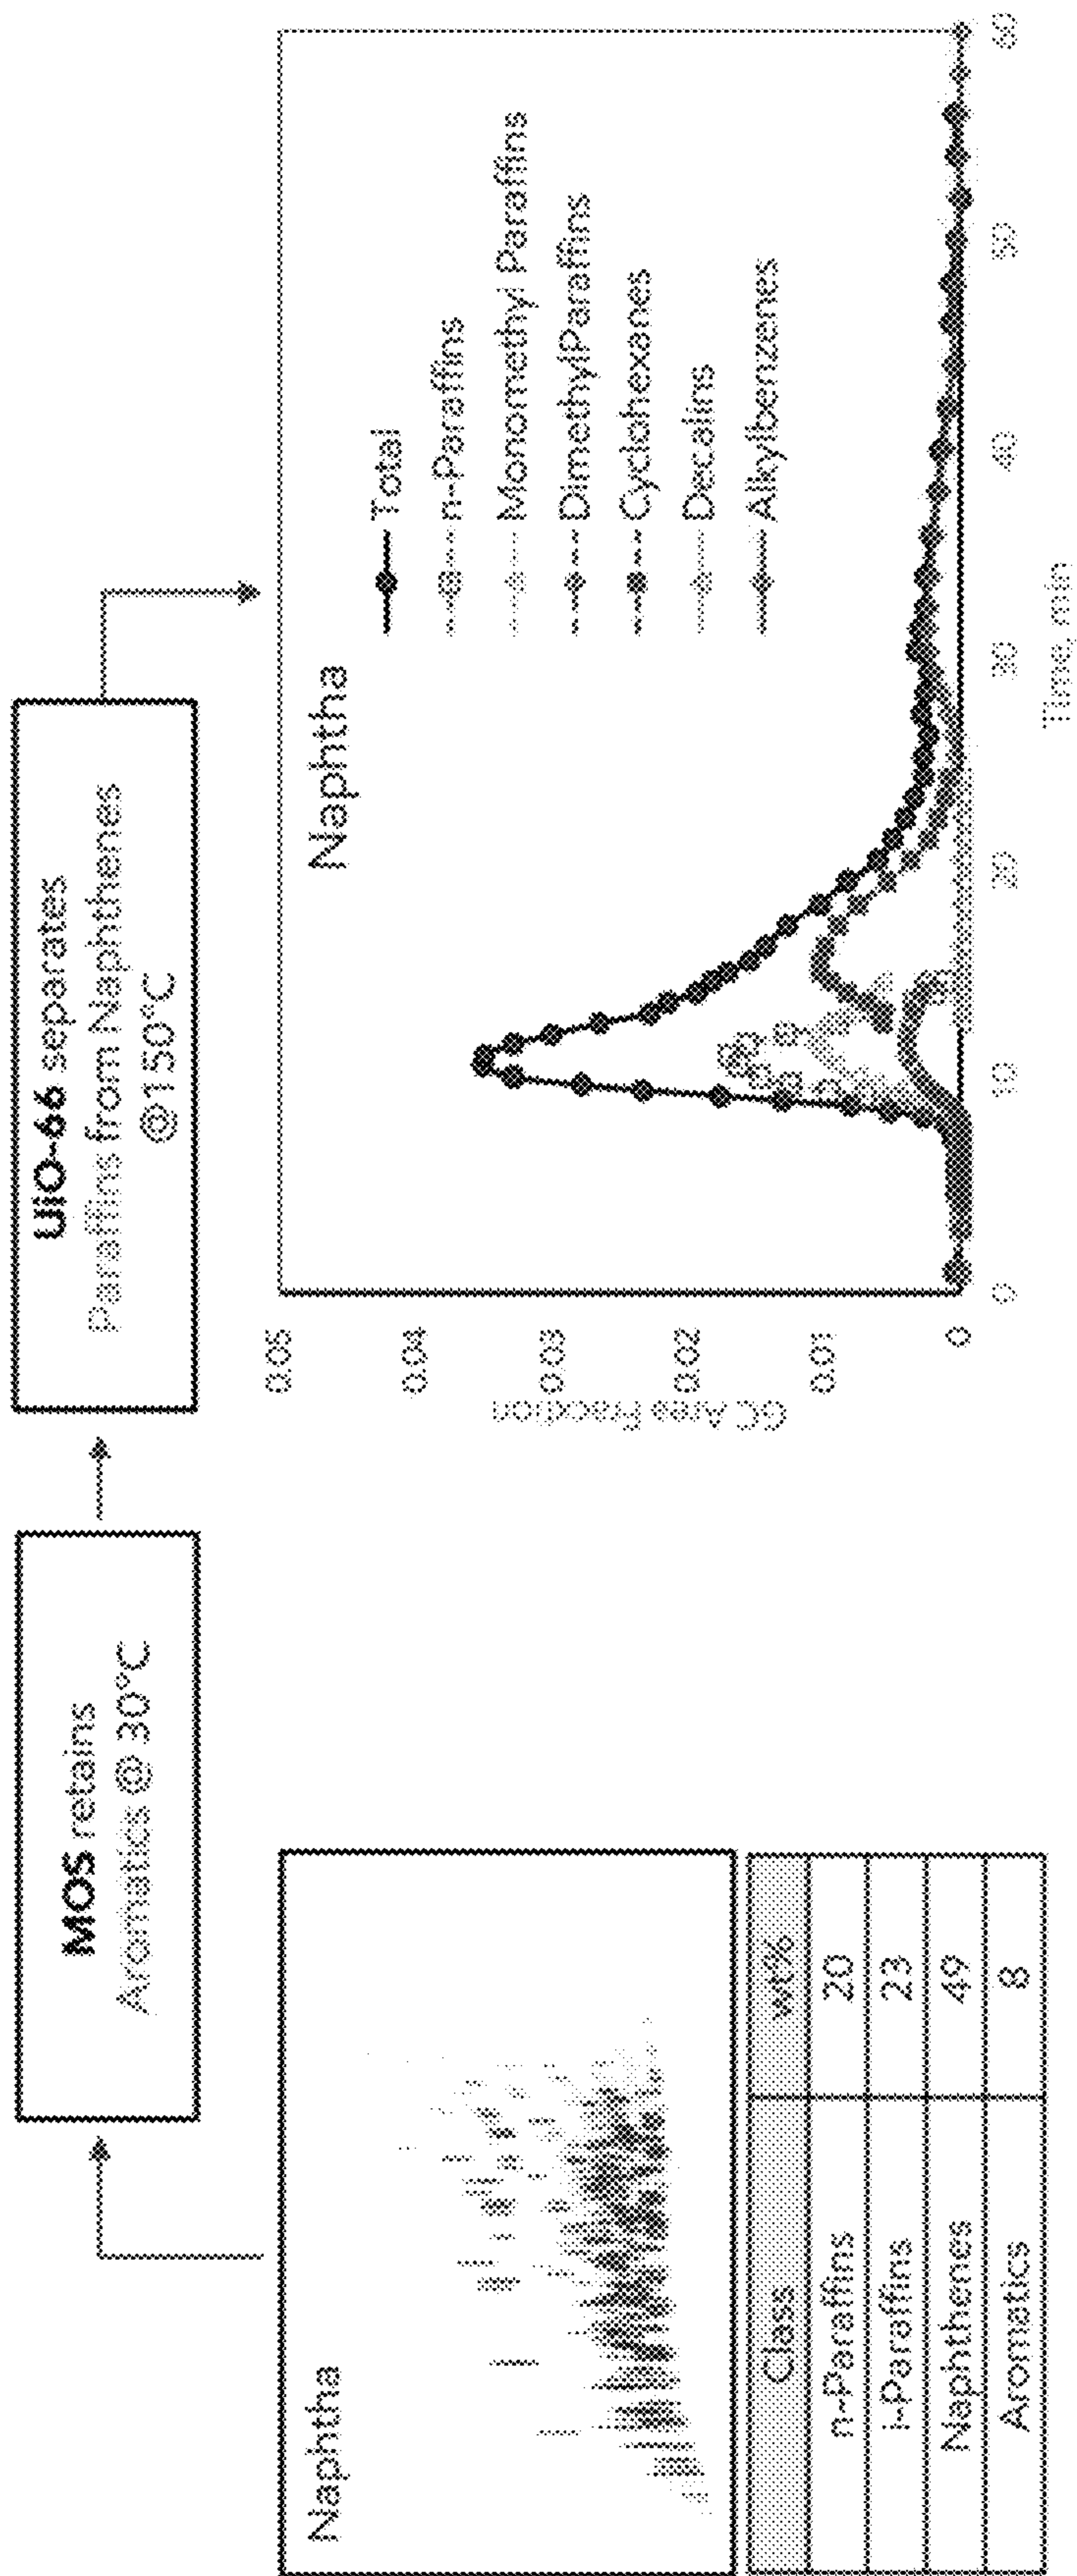 MOS retains
Aromatics @ 30°C
UiO-66 separates
Paraffins from Naphthenes
@150°C
Naphtha
Class wt%
n-Paraffins 20
i-Paraffins 23
Naphthenes 49
Aromatics 8
Naphtha
Total
n-Paraffins
Monomethyl Paraffins
DimethylParaffins
Cyclohexanes
Decalins
Alkylbenzenes
GC Area Fraction
0.05
0.04
0.03
0.02
0.01
0
0 10 20 30 40 50 60
Time, min